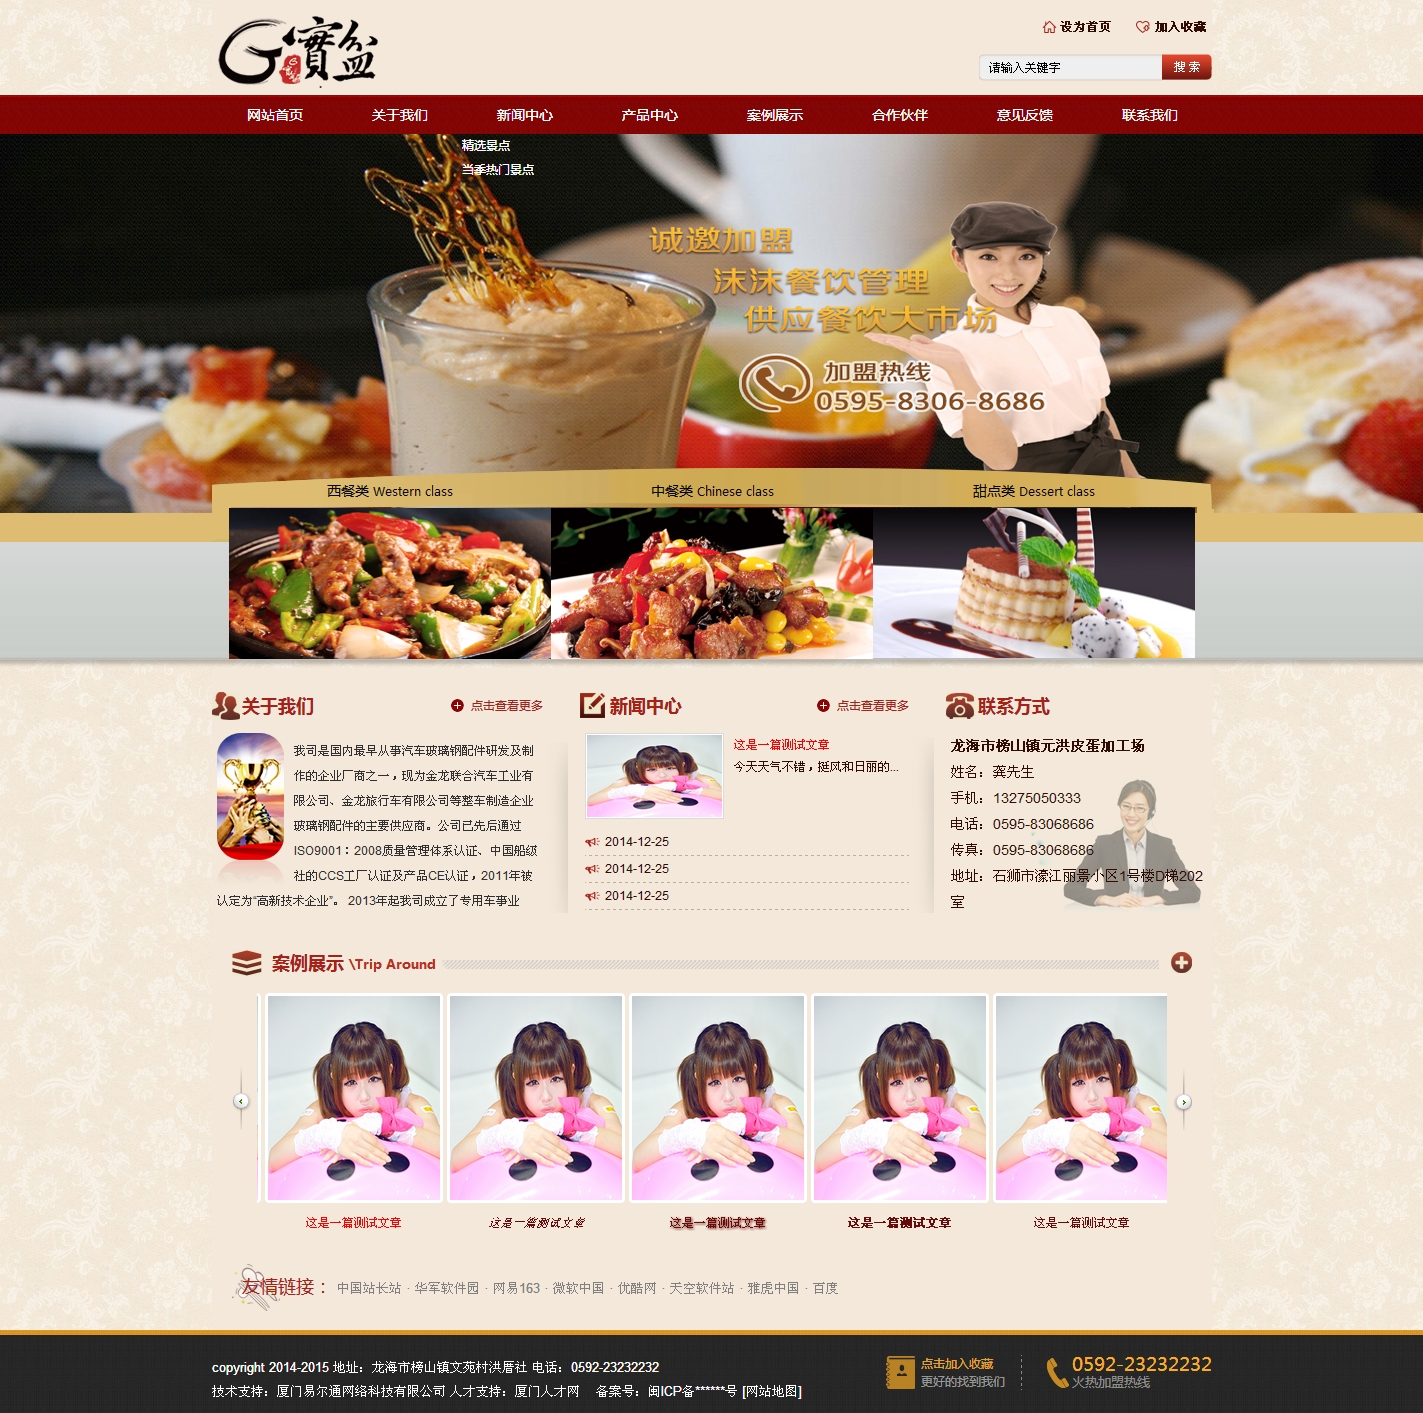 G寶盆
设为首页
加入收藏
请输入关键字
搜 索
网站首页
关于我们
新闻中心
产品中心
案例展示
合作伙伴
意见反馈
联系我们
精选景点
当季热门景点
诚邀加盟
沫沫餐饮管理
供应餐饮大市场
加盟热线
0595-8306-8686
西餐类 Western class
中餐类 Chinese class
甜点类 Dessert class
关于我们
点击查看更多
我司是国内最早从事汽车玻璃钢配件研发及制
作的企业厂商之一，现为金龙联合汽车工业有
限公司、金龙旅行车有限公司等整车制造企业
玻璃钢配件的主要供应商。公司已先后通过
ISO9001：2008质量管理体系认证、中国船级
社的CCS工厂认证及产品CE认证，2011年被
认定为“高新技术企业”。 2013年起我司成立了专用车事业
新闻中心
点击查看更多
这是一篇测试文章
今天天气不错，挺风和日丽的...
2014-12-25
2014-12-25
2014-12-25
联系方式
龙海市榜山镇元洪皮蛋加工场
姓名：龚先生
手机：13275050333
电话：0595-83068686
传真：0595-83068686
地址：石狮市濠江丽景小区1号楼D梯202
室
案例展示 \Trip Around
这是一篇测试文章
这是一篇测试文章
这是一篇测试文章
这是一篇测试文章
这是一篇测试文章
友情链接：
中国站长站 · 华军软件园 · 网易163 · 微软中国 · 优酷网 · 天空软件站 · 雅虎中国 · 百度
copyright 2014-2015 地址：龙海市榜山镇文苑村洪厝社 电话：0592-23232232
技术支持：厦门易尔通网络科技有限公司 人才支持：厦门人才网 备案号：闽ICP备******号 [网站地图]
点击加入收藏
更好的找到我们
0592-23232232
火热加盟热线